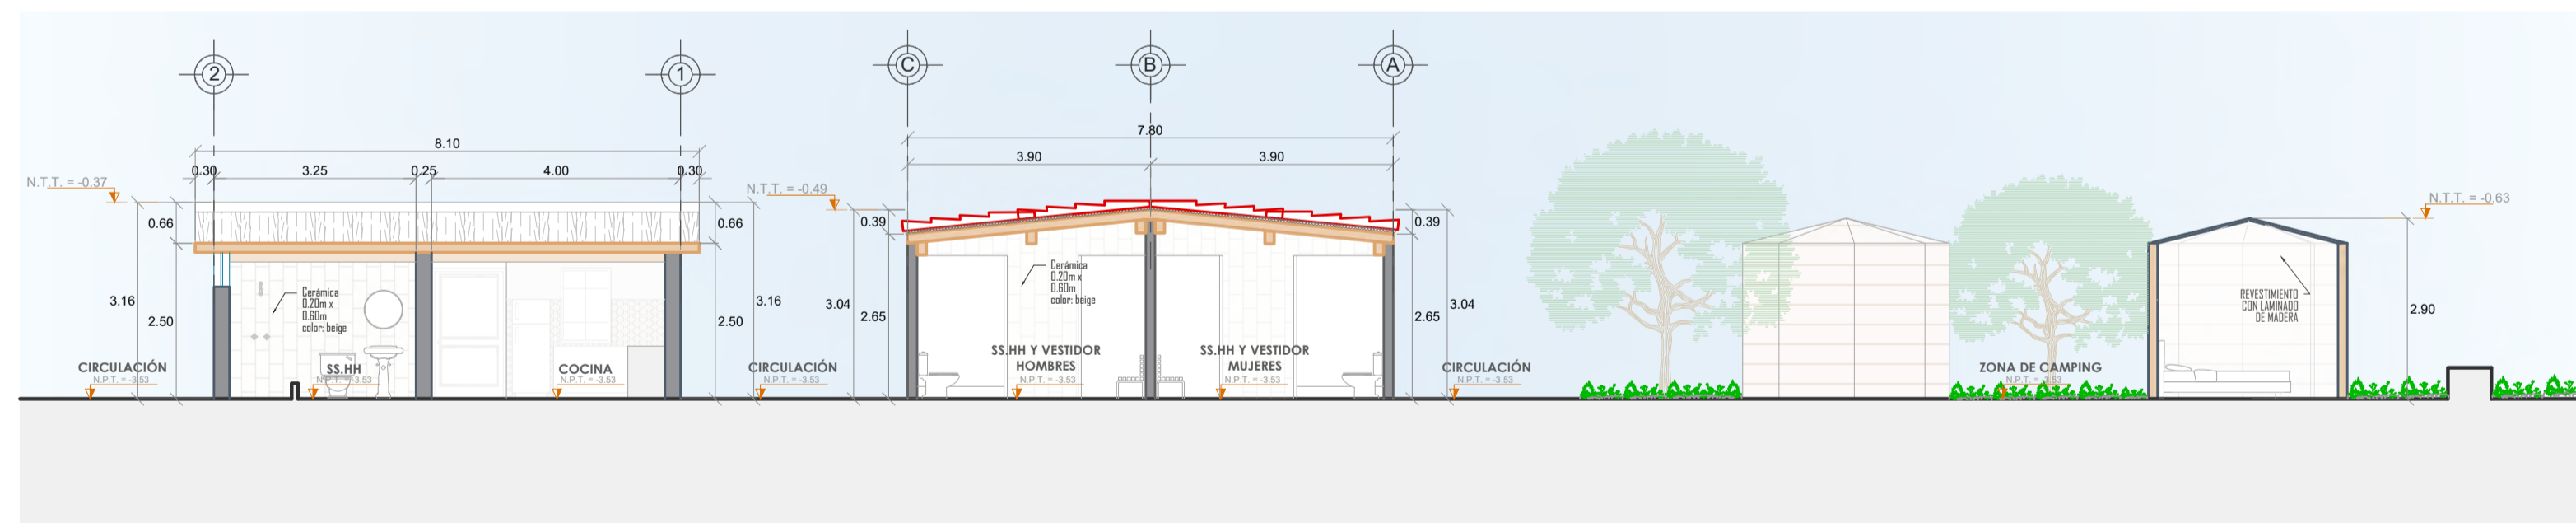 2
1
C
B
A
8.10
0.30
3.25
0.25
4.00
0.30
7.80
3.90
3.90
N.T.T. = -0.37
N.T.T. = -0.49
N.T.T. = -0.63
0.66
3.16
2.50
0.66
3.16
2.50
0.39
3.04
2.65
0.39
3.04
2.65
2.90
Cerámica
0.20m x
0.60m
color: beige
Cerámica
0.20m x
0.60m
color: beige
REVESTIMIENTO
CON LAMINADO
DE MADERA
CIRCULACIÓN
N.P.T. = -3.53
SS.HH
N.P.T. = -3.53
COCINA
N.P.T. = -3.53
CIRCULACIÓN
N.P.T. = -3.53
SS.HH Y VESTIDOR
HOMBRES
N.P.T. = -3.53
SS.HH Y VESTIDOR
MUJERES
N.P.T. = -3.53
CIRCULACIÓN
N.P.T. = -3.53
ZONA DE CAMPING
N.P.T. = -3.53